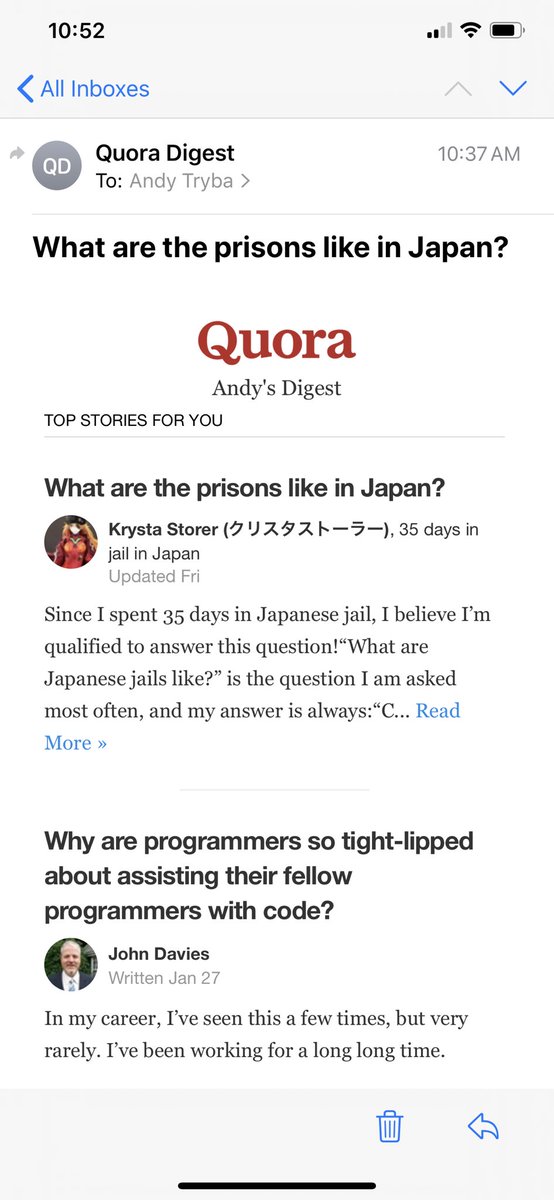 10:52
All Inboxes
QD
Quora Digest
10:37 AM
To: Andy Tryba >
What are the prisons like in Japan?
Quora
Andy's Digest
TOP STORIES FOR YOU
What are the prisons like in Japan?
Krysta Storer (クリスタストーラー), 35 days in
jail in Japan
Updated Fri
Since I spent 35 days in Japanese jail, I believe I’m
qualified to answer this question!“What are
Japanese jails like?” is the question I am asked
most often, and my answer is always:“C... Read
More »
Why are programmers so tight-lipped
about assisting their fellow
programmers with code?
John Davies
Written Jan 27
In my career, I’ve seen this a few times, but very
rarely. I’ve been working for a long long time.